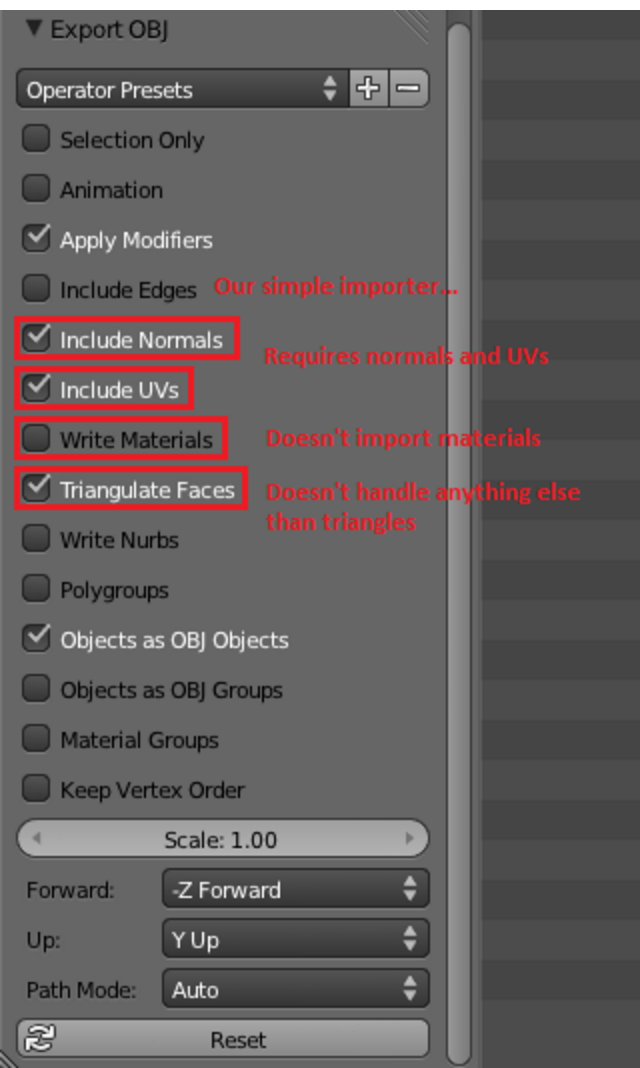 Export OBJ
Operator Presets
Selection Only
Animation
Apply Modifiers
Include Edges Our simple importer...
Include Normals
Requires normals and UVs
Include UVs
Write Materials Doesn't import materials
Triangulate Faces Doesn't handle anything else
than triangles
Write Nurbs
Polygroups
Objects as OBJ Objects
Objects as OBJ Groups
Material Groups
Keep Vertex Order
Scale: 1.00
Forward: -Z Forward
Up: Y Up
Path Mode: Auto
Reset